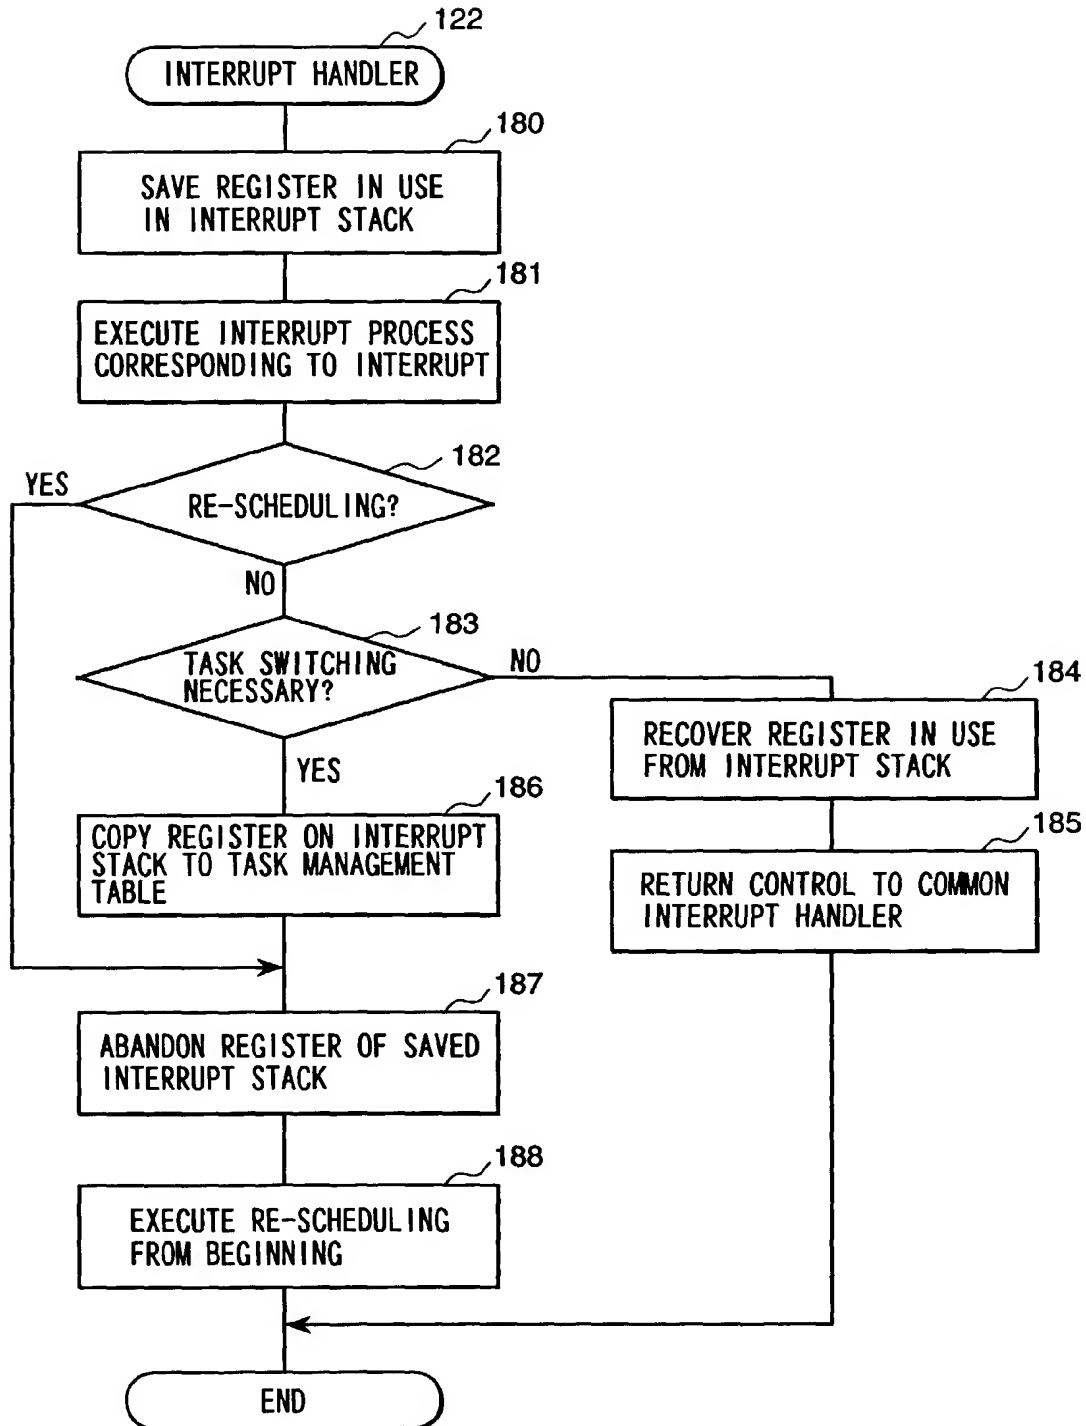 122
INTERRUPT HANDLER
180
SAVE REGISTER IN USE
IN INTERRUPT STACK
181
EXECUTE INTERRUPT PROCESS
CORRESPONDING TO INTERRUPT
182
YES
RE-SCHEDULING?
NO
183
TASK SWITCHING
NECESSARY?
NO
184
RECOVER REGISTER IN USE
FROM INTERRUPT STACK
YES
186
COPY REGISTER ON INTERRUPT
STACK TO TASK MANAGEMENT
TABLE
185
RETURN CONTROL TO COMMON
INTERRUPT HANDLER
187
ABANDON REGISTER OF SAVED
INTERRUPT STACK
188
EXECUTE RE-SCHEDULING
FROM BEGINNING
END